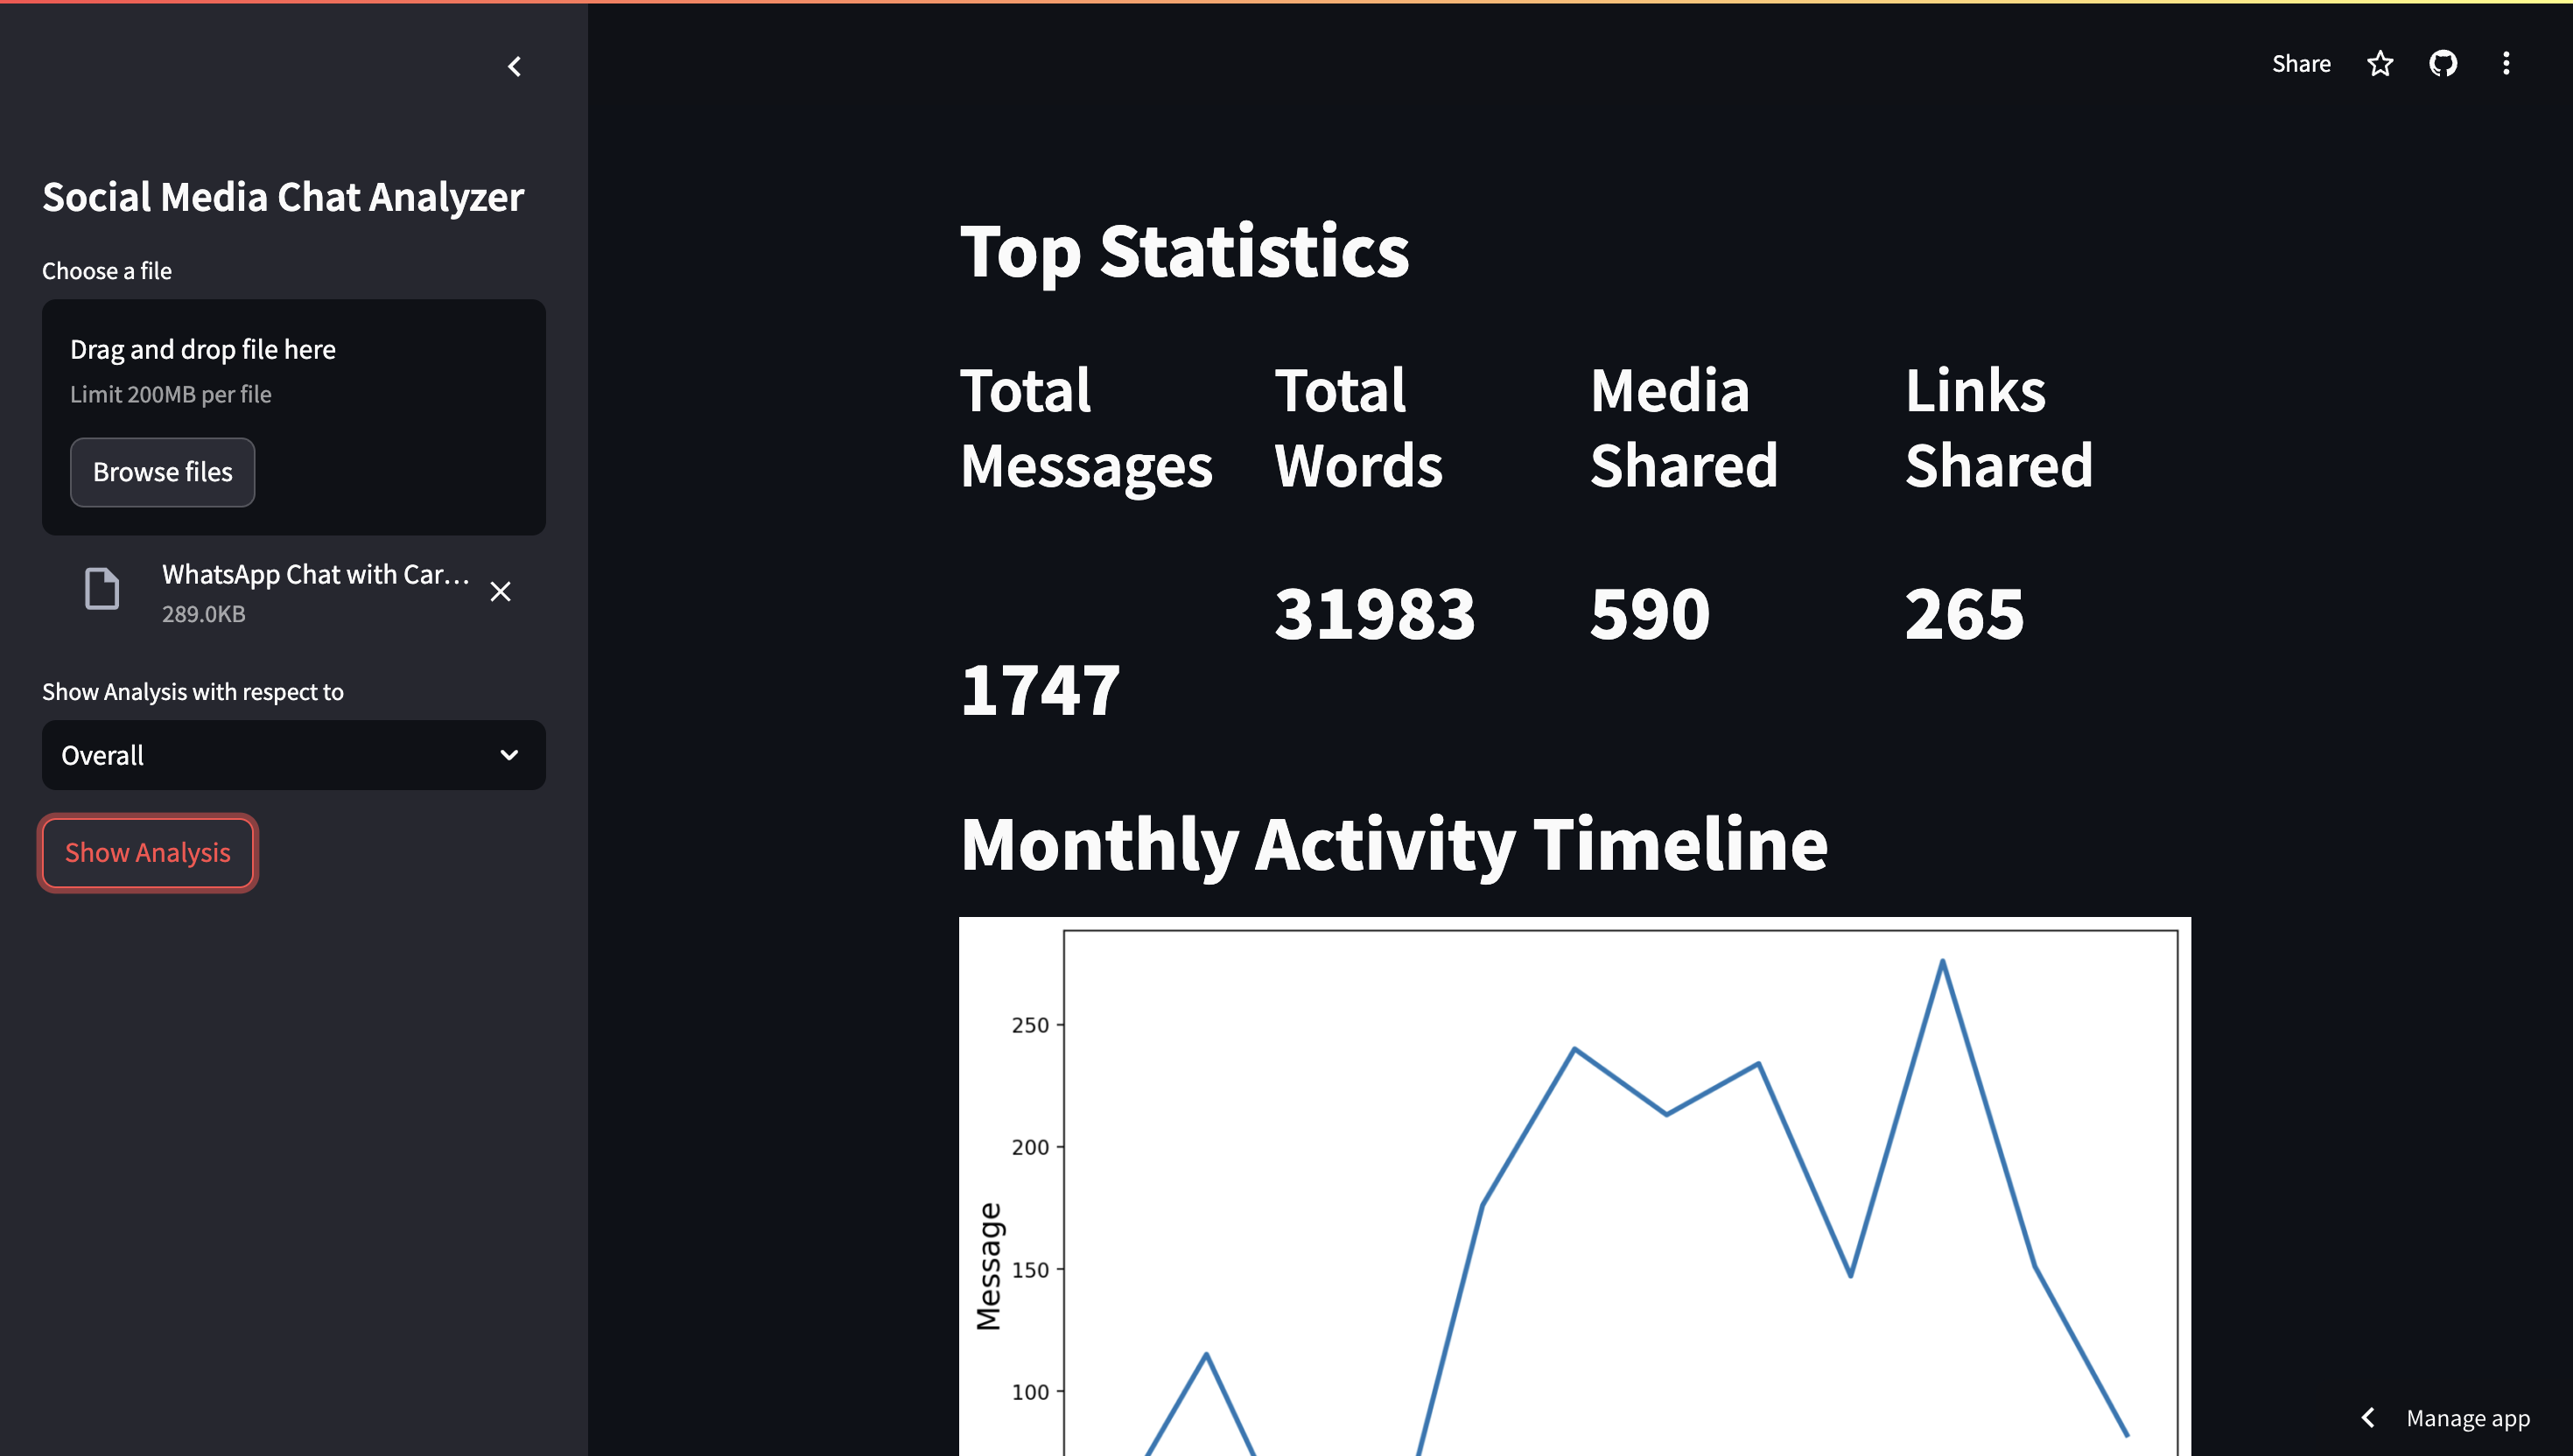 Share
Social Media Chat Analyzer
Choose a file
Drag and drop file here
Limit 200MB per file
Browse files
WhatsApp Chat with Car...
289.0KB
Show Analysis with respect to
Overall
Show Analysis
Top Statistics
Total
Messages
1747
Total
Words
31983
Media
Shared
590
Links
Shared
265
Monthly Activity Timeline
250
200
150
100
Message
Manage app